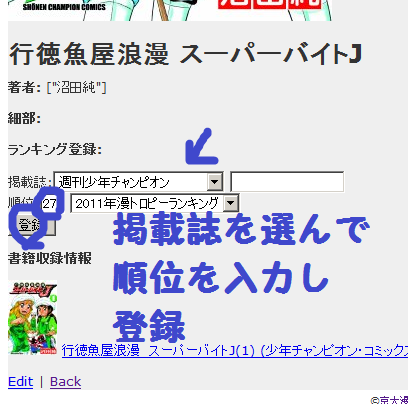 SHŌNEN CHAMPION COMICS
行徳魚屋浪漫 スーパーバイトJ
著者: ["沼田純"]
細部:
ランキング登録:
掲載誌: 週刊少年チャンピオン
順位 27 2011年漫トロピーランキング
登録
掲載誌を選んで
順位を入力し
登録
書籍収録情報
行徳魚屋浪漫 スーパーバイトJ(1) (少年チャンピオン・コミックス
Edit | Back
©京大漫